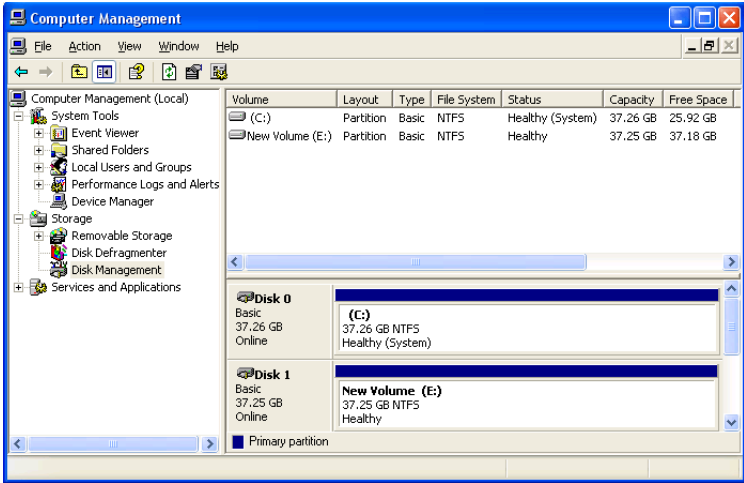 Computer Management
File Action View Window Help
Computer Management (Local)
System Tools
Event Viewer
Shared Folders
Local Users and Groups
Performance Logs and Alerts
Device Manager
Storage
Removable Storage
Disk Defragmenter
Disk Management
Services and Applications
Volume Layout Type File System Status Capacity Free Space
(C:) Partition Basic NTFS Healthy (System) 37.26 GB 25.92 GB
New Volume (E:) Partition Basic NTFS Healthy 37.25 GB 37.18 GB
Disk 0
Basic
37.26 GB
Online
(C:)
37.26 GB NTFS
Healthy (System)
Disk 1
Basic
37.25 GB
Online
New Volume (E:)
37.25 GB NTFS
Healthy
Primary partition